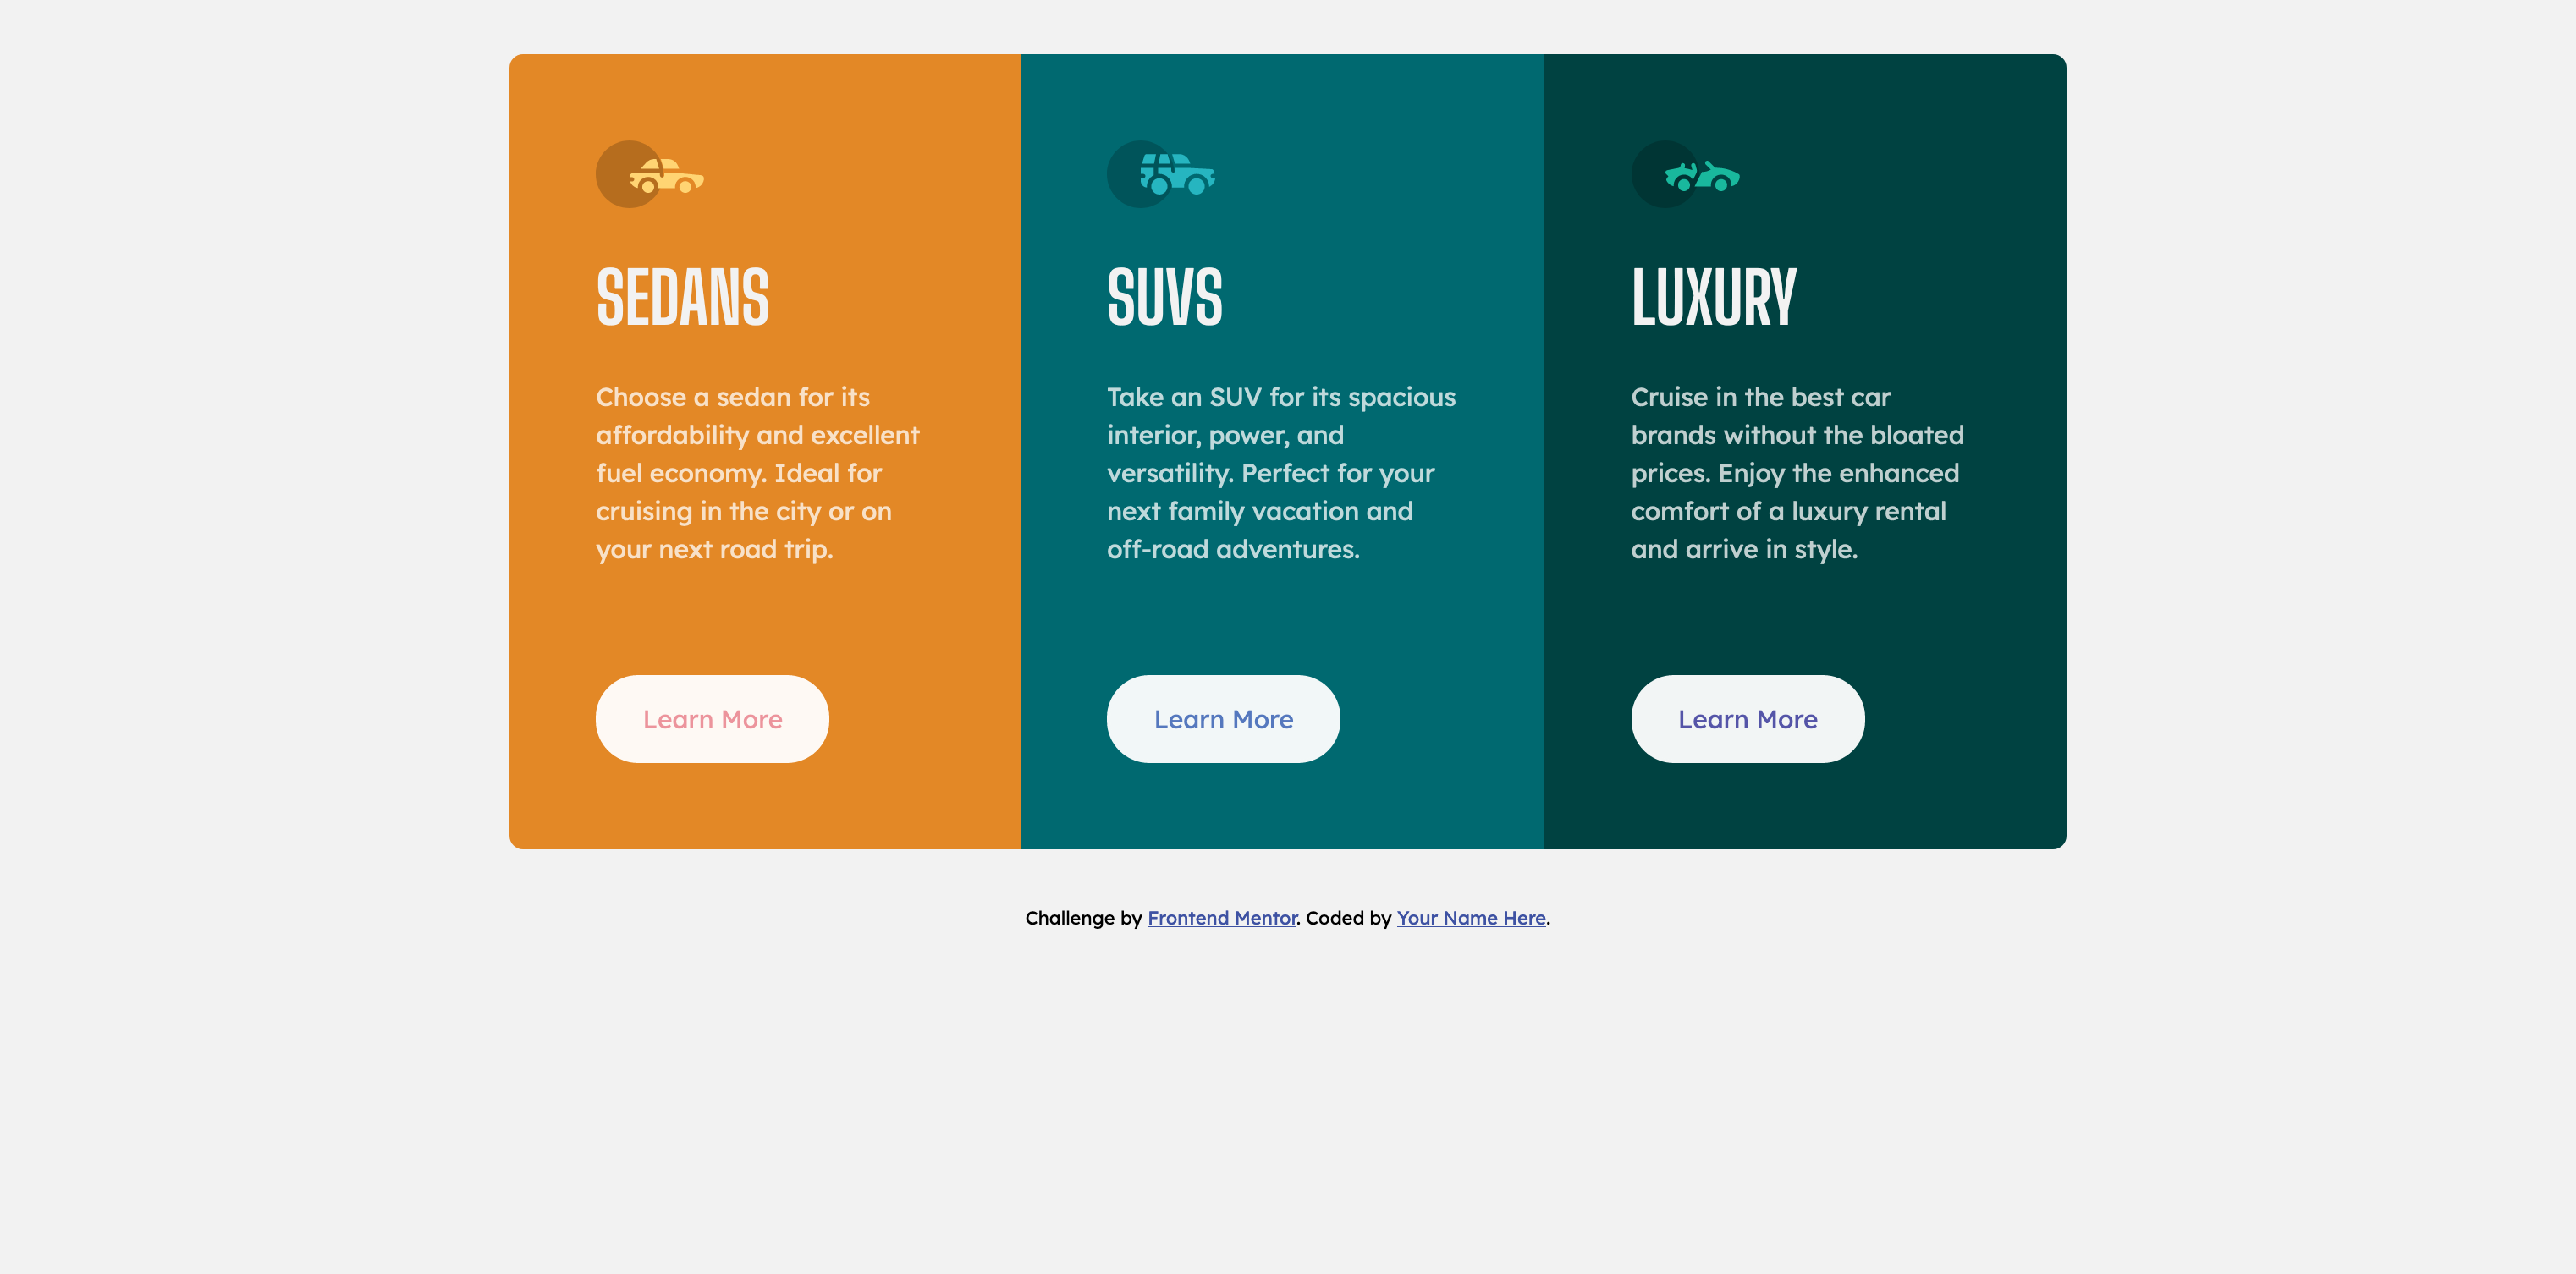 SEDANS
Choose a sedan for its
affordability and excellent
fuel economy. Ideal for
cruising in the city or on
your next road trip.
Learn More
SUVS
Take an SUV for its spacious
interior, power, and
versatility. Perfect for your
next family vacation and
off-road adventures.
Learn More
LUXURY
Cruise in the best car
brands without the bloated
prices. Enjoy the enhanced
comfort of a luxury rental
and arrive in style.
Learn More
Challenge by Frontend Mentor. Coded by Your Name Here.